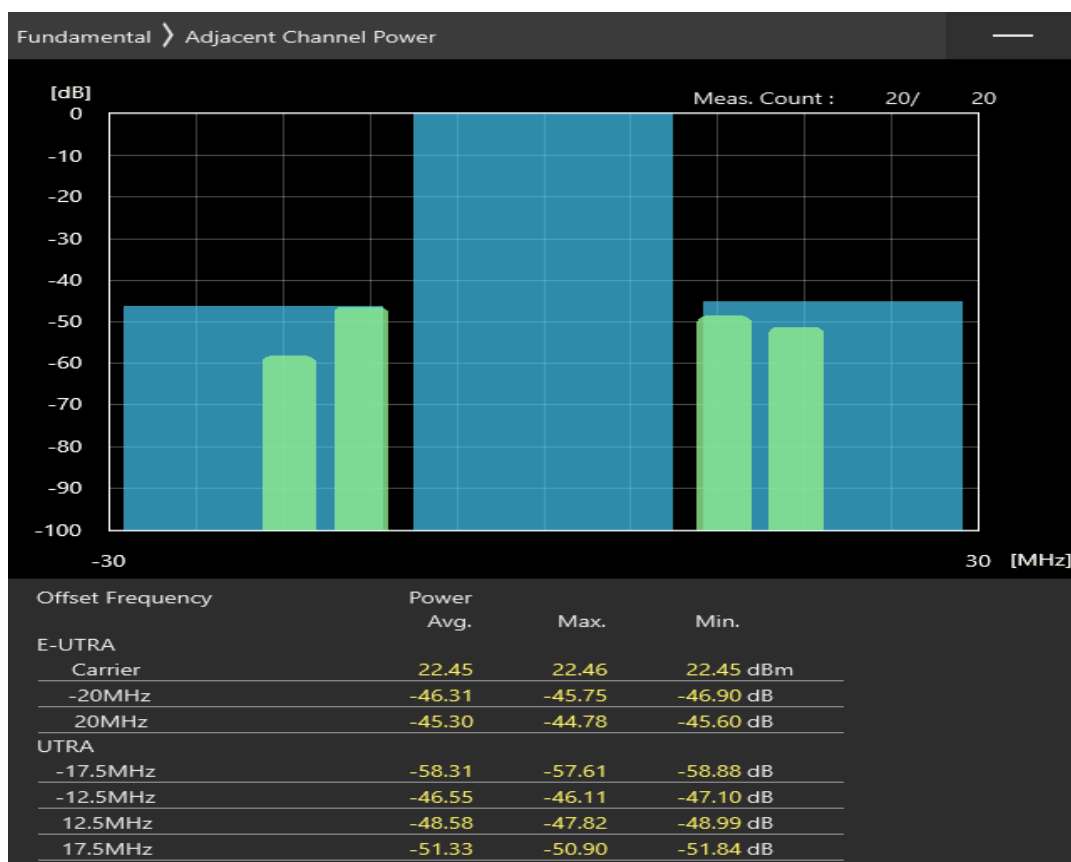 Fundamental ❯ Adjacent Channel Power
[dB]
Meas. Count : 20/ 20
0
-10
-20
-30
-40
-50
-60
-70
-80
-90
-100
-30 30 [MHz]
Offset Frequency Power
Avg. Max. Min.
E-UTRA
Carrier 22.45 22.46 22.45 dBm
-20MHz -46.31 -45.75 -46.90 dB
20MHz -45.30 -44.78 -45.60 dB
UTRA
-17.5MHz -58.31 -57.61 -58.88 dB
-12.5MHz -46.55 -46.11 -47.10 dB
12.5MHz -48.58 -47.82 -48.99 dB
17.5MHz -51.33 -50.90 -51.84 dB